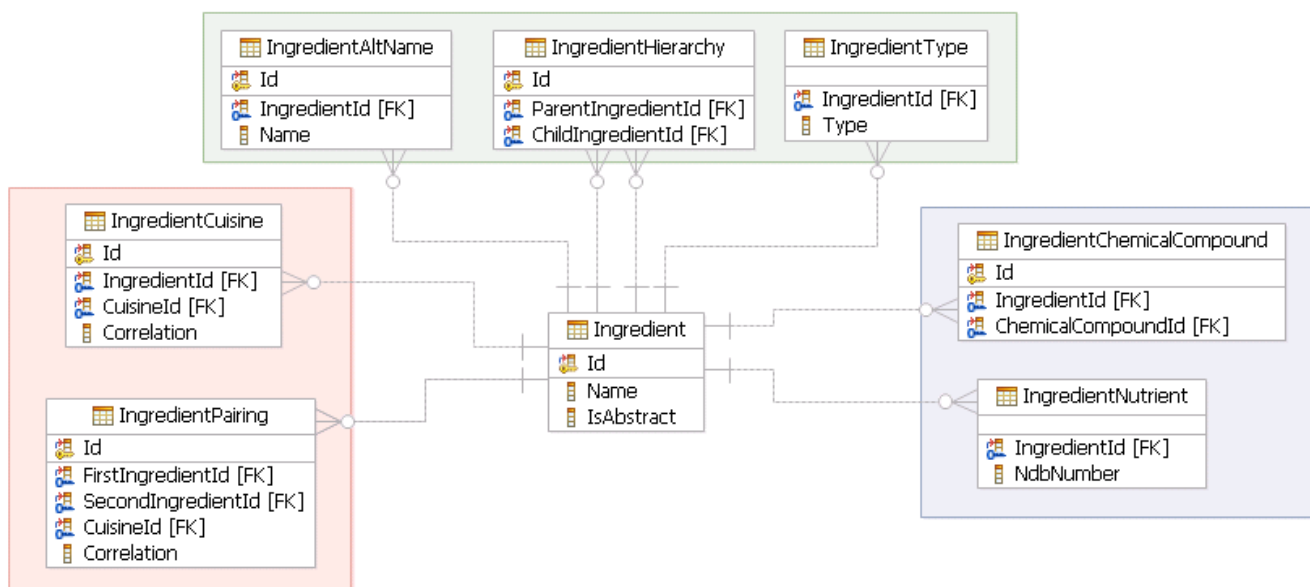 IngredientAltName
Id
IngredientId [FK]
Name
IngredientHierarchy
Id
ParentIngredientId [FK]
ChildIngredientId [FK]
IngredientType
IngredientId [FK]
Type
IngredientCuisine
Id
IngredientId [FK]
CuisineId [FK]
Correlation
IngredientPairing
Id
FirstIngredientId [FK]
SecondIngredientId [FK]
CuisineId [FK]
Correlation
Ingredient
Id
Name
IsAbstract
IngredientChemicalCompound
Id
IngredientId [FK]
ChemicalCompoundId [FK]
IngredientNutrient
IngredientId [FK]
NdbNumber